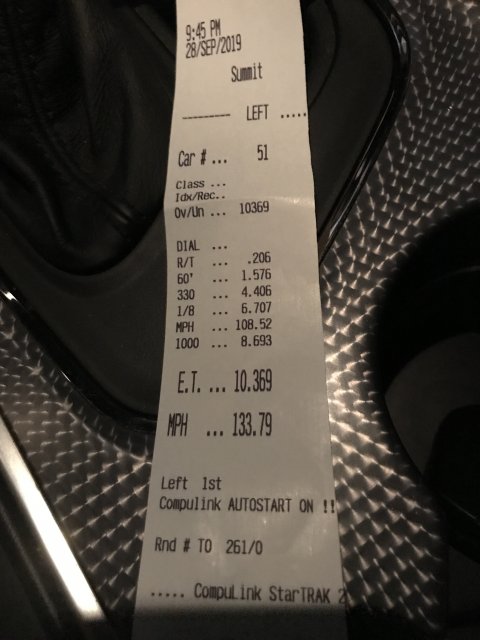 9:45 PM
28/SEP/2019
Summit
-------- LEFT .....
Car # ... 51
Class ...
Idx/Rec..
Ov/Un ... 10369
DIAL ...
R/T ... .206
60' ... 1.576
330 ... 4.406
1/8 ... 6.707
MPH ... 108.52
1000 ... 8.693
E.T. ... 10.369
MPH ... 133.79
Left 1st
Compulink AUTOSTART ON !!
Rnd # TO 261/0
..... CompuLink StarTRAK 2